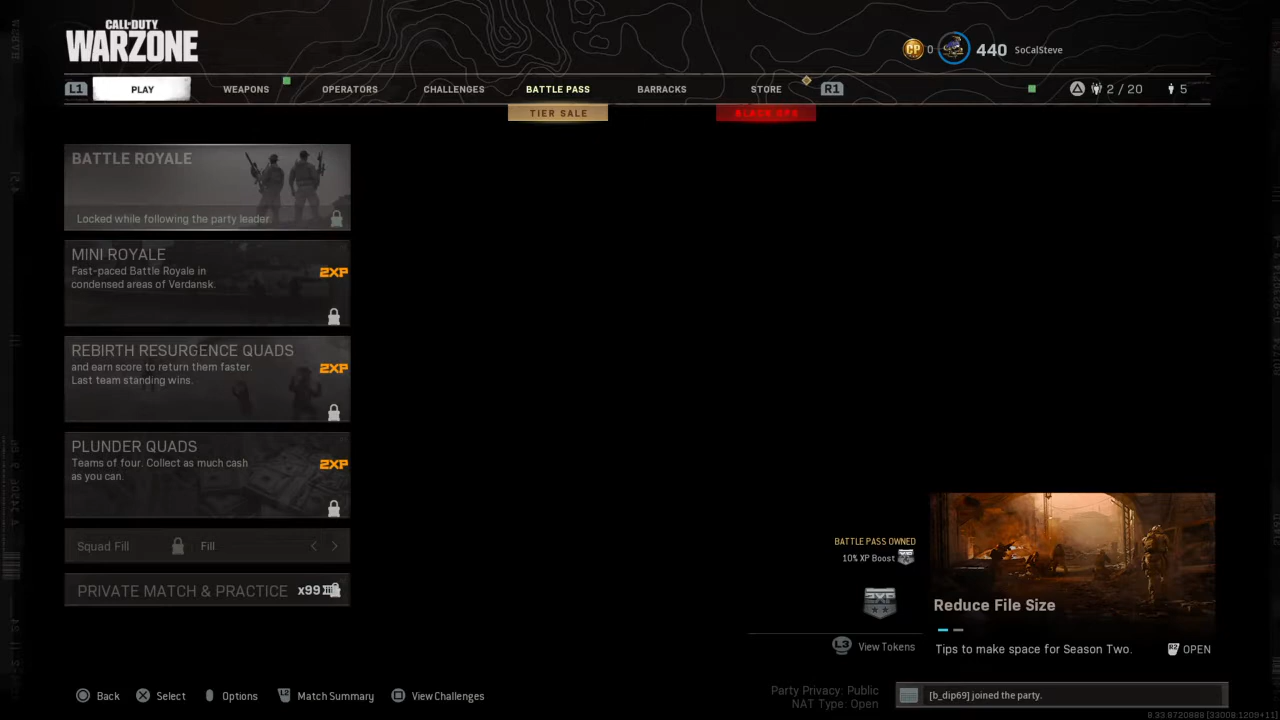 CALL OF DUTY
WARZONE
CP 0 440 SoCalSteve
L1 PLAY WEAPONS OPERATORS CHALLENGES BATTLE PASS BARRACKS STORE R1 2 / 20 5
TIER SALE BLACK OPS
BATTLE ROYALE
Locked while following the party leader.
MINI ROYALE
Fast-paced Battle Royale in
condensed areas of Verdansk.
2XP
REBIRTH RESURGENCE QUADS
and earn score to return them faster.
Last team standing wins.
2XP
PLUNDER QUADS
Teams of four. Collect as much cash
as you can.
2XP
Squad Fill Fill
PRIVATE MATCH & PRACTICE x99
BATTLE PASS OWNED
10% XP Boost
2XP
L3 View Tokens
Reduce File Size
Tips to make space for Season Two.
R2 OPEN
Back Select Options L2 Match Summary View Challenges
Party Privacy: Public
NAT Type: Open
[b_dip69] joined the party.